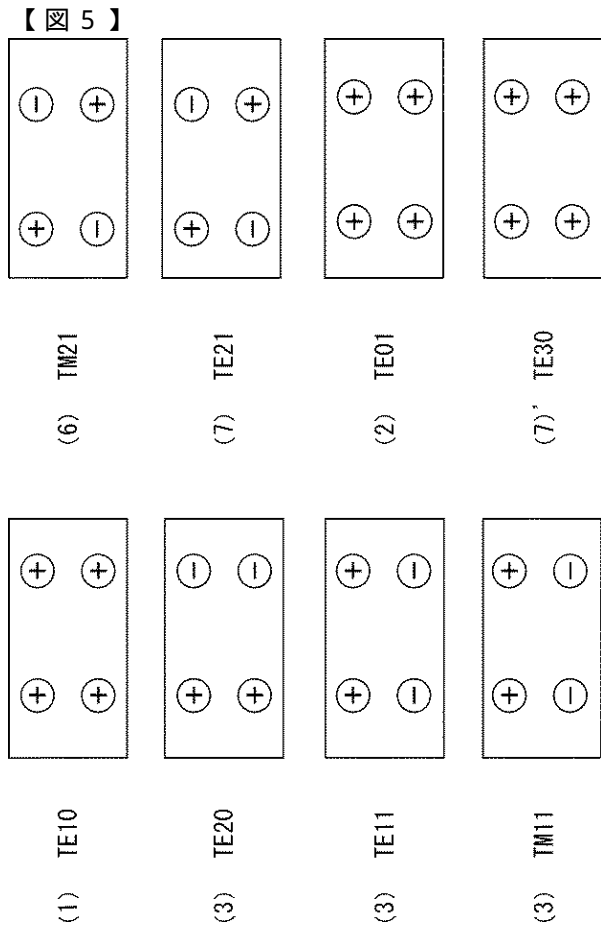 【図5】
(1) TE10
+ +
+ +
(6) TM21
+ −
− +
(3) TE20
+ −
+ −
(7) TE21
+ −
− +
(3) TE11
+ +
− −
(2) TE01
+ +
+ +
(3) TM11
+ +
− −
(7)' TE30
+ +
+ +